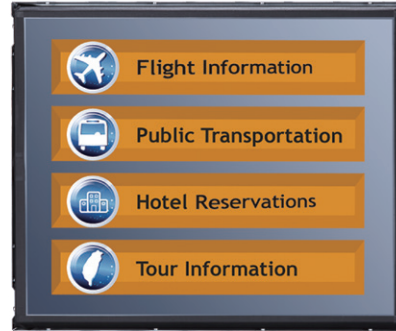 Flight Information
Public Transportation
Hotel Reservations
Tour Information